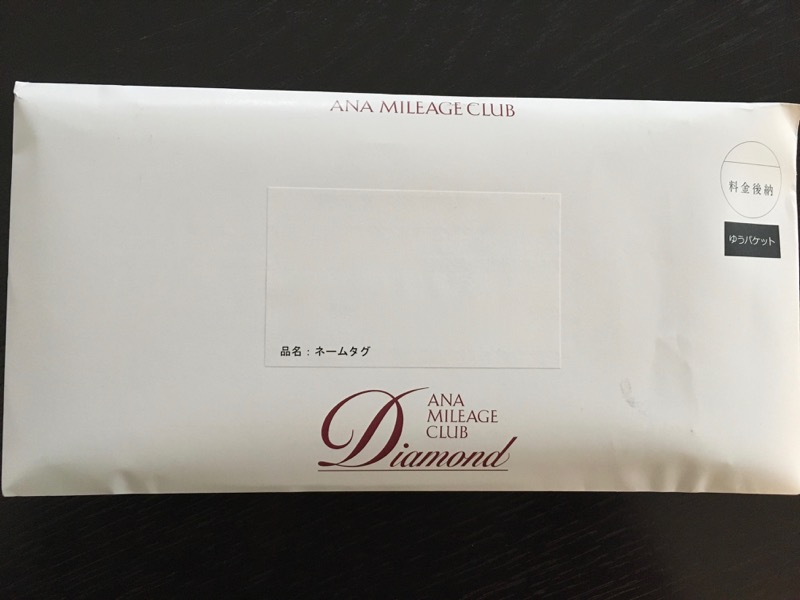 ANA MILEAGE CLUB
料金後納
ゆうパケット
品名：ネームタグ
ANA
MILEAGE
CLUB
Diamond